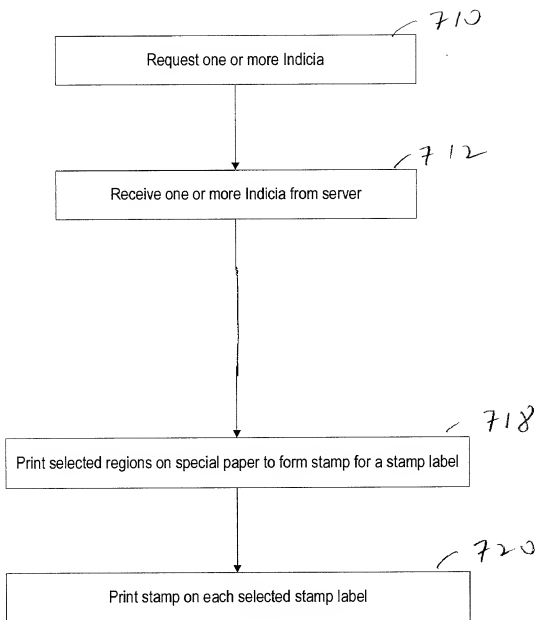 710
Request one or more Indicia
712
Receive one or more Indicia from server
718
Print selected regions on special paper to form stamp for a stamp label
720
Print stamp on each selected stamp label